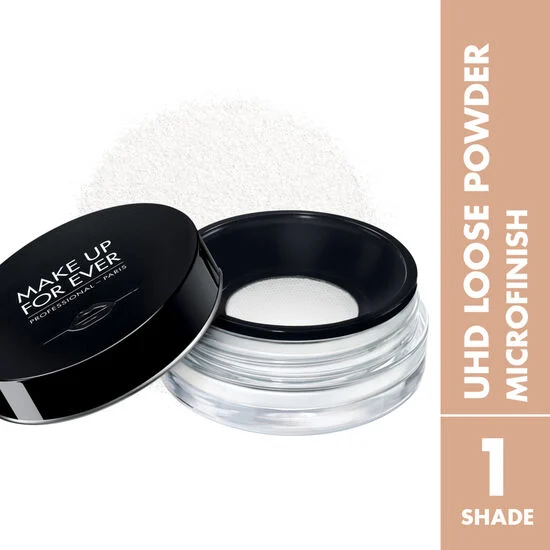 MAKE UP
FOR EVER
PROFESSIONAL – PARIS
UHD LOOSE POWDER
MICROFINISH
1
SHADE